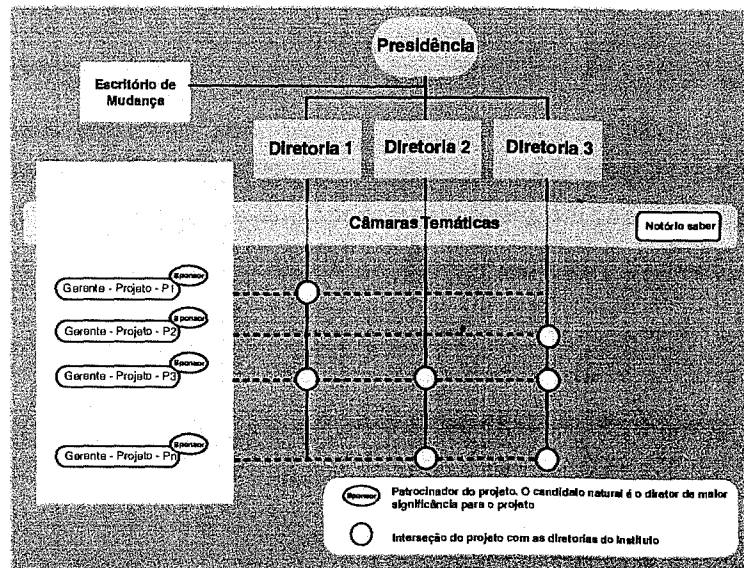 Presidência
Escritório de
Mudança
Diretoria 1
Diretoria 2
Diretoria 3
Câmaras Temáticas
Notório saber
Gerente - Projeto - P1
Sponsor
Gerente - Projeto - P2
Sponsor
Gerente - Projeto - P3
Sponsor
Gerente - Projeto - Pn
Sponsor
Sponsor
Patrocinador do projeto. O candidato natural é o diretor de maior
significância para o projeto
Interseção do projeto com as diretorias do Instituto